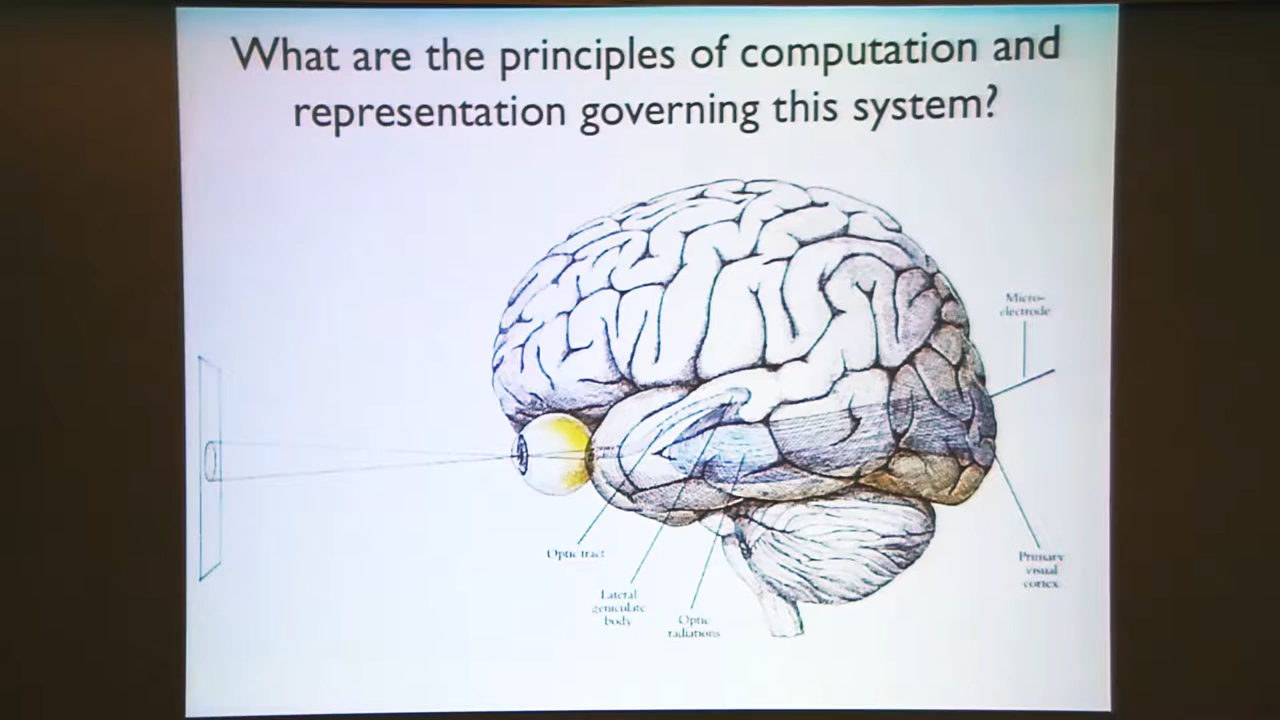 What are the principles of computation and
representation governing this system?
Micro-
electrode
Optic tract
Lateral
geniculate
body
Optic
radiations
Primary
visual
cortex